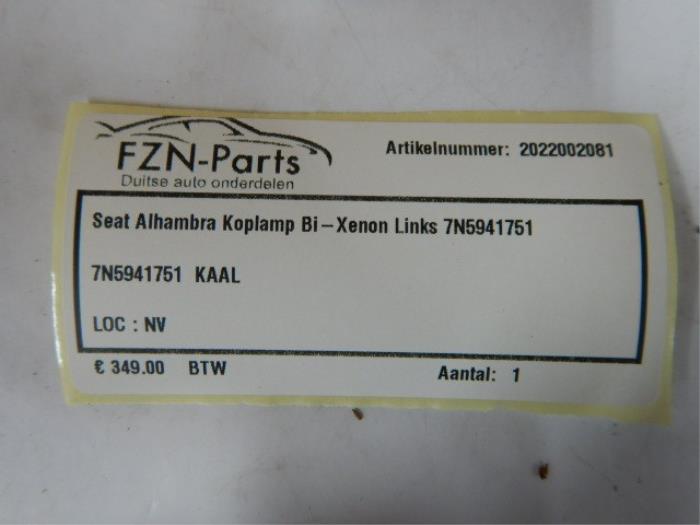 FZN-Parts
Duitse auto onderdelen
Artikelnummer: 2022002081
Seat Alhambra Koplamp Bi-Xenon Links 7N5941751
7N5941751 KAAL
LOC : NV
€ 349.00 BTW
Aantal: 1